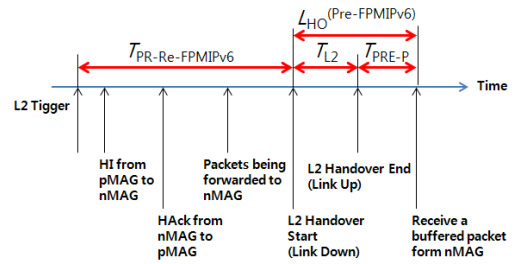 L_HO^(Pre-FPMIPv6)
T_PR-Re-FPMIPv6
T_L2
T_PRE-P
Time
L2 Tigger
HI from
pMAG to
nMAG
HAck from
nMAG to
pMAG
Packets being
forwarded to
nMAG
L2 Handover
Start
(Link Down)
L2 Handover End
(Link Up)
Receive a
buffered packet
form nMAG